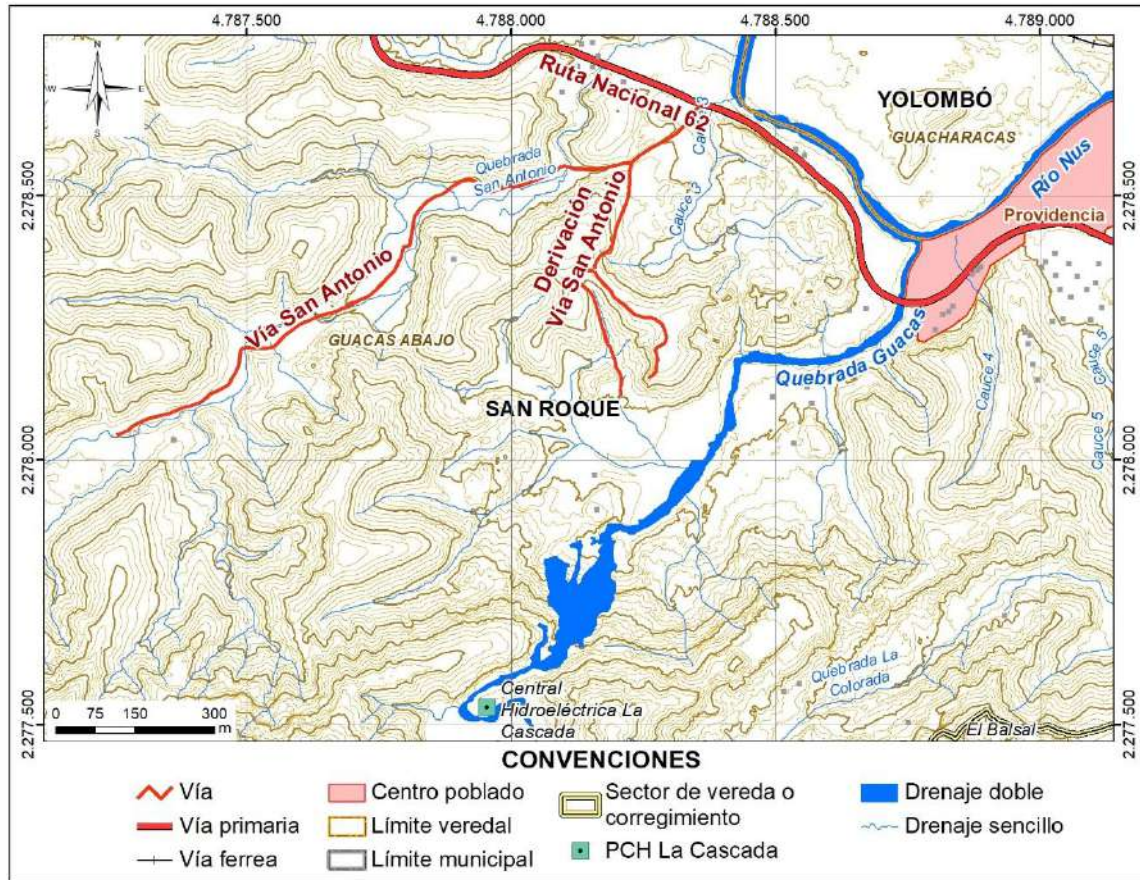 4.787.500
4.788.000
4.788.500
4.789.000
N
W
E
S
Ruta Nacional 62
Cauce 3
YOLOMBÓ
GUACHARACAS
Río Nus
Quebrada
San Antonio
2.278.500
2.278.500
Cauce 3
Derivación
Vía San Antonio
Providencia
Vía San Antonio
GUACAS ABAJO
Quebrada Guacas
Cauce 4
Cauce 5
SAN ROQUE
2.278.000
2.278.000
Cauce 5
Quebrada La
Colorada
Central
Hidroeléctrica La
Cascada
El Balsal
2.277.500
2.277.500
0 75 150 300
m
CONVENCIONES
Vía
Centro poblado
Sector de vereda o
corregimiento
Drenaje doble
Vía primaria
Límite veredal
Drenaje sencillo
Vía ferrea
Límite municipal
PCH La Cascada